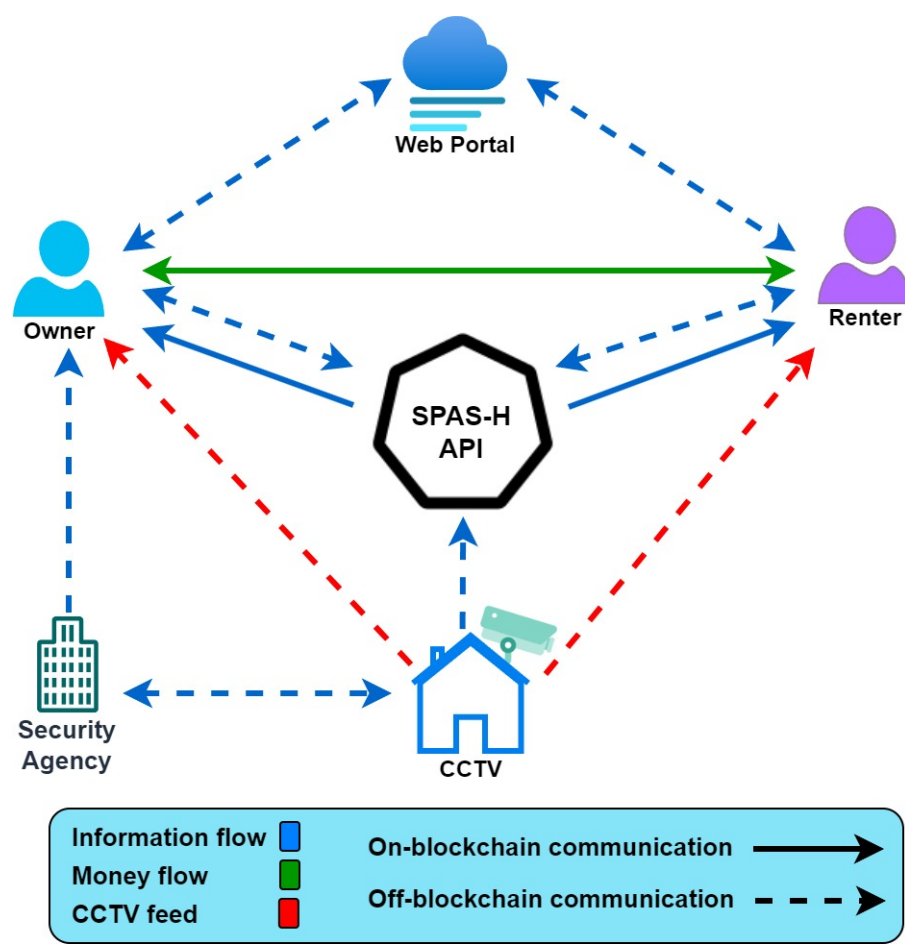 Web Portal
Owner
Renter
SPAS-H
API
Security
Agency
CCTV
Information flow
Money flow
CCTV feed
On-blockchain communication
Off-blockchain communication